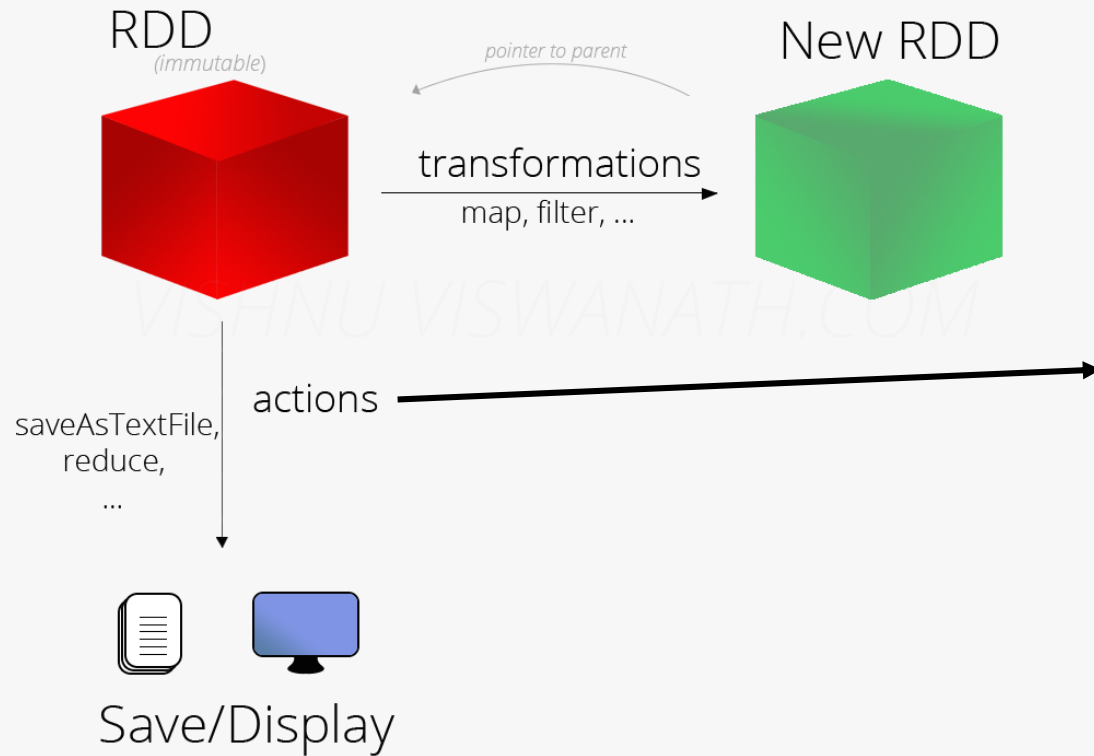 RDD
(immutable)
pointer to parent
New RDD
transformations
map, filter, ...
VISHNU VISWANATH.COM
actions
saveAsTextFile,
reduce,
...
Save/Display